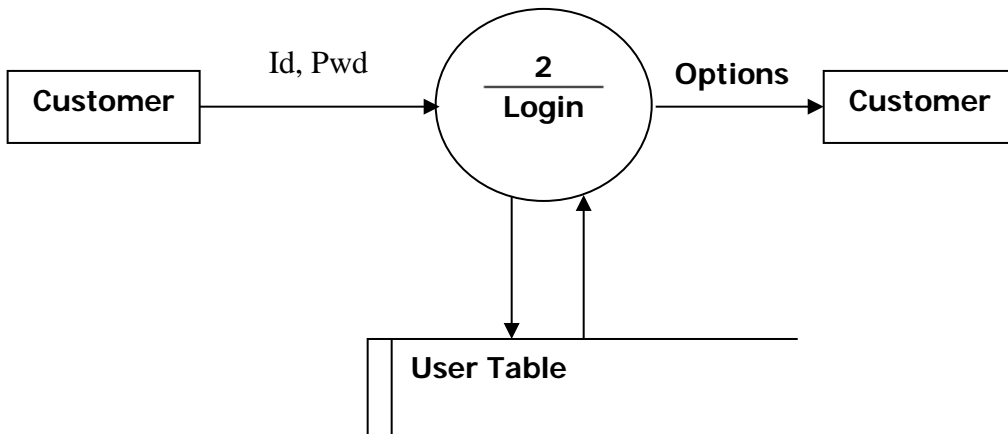 Id, Pwd
Customer
2
Login
Options
Customer
User Table